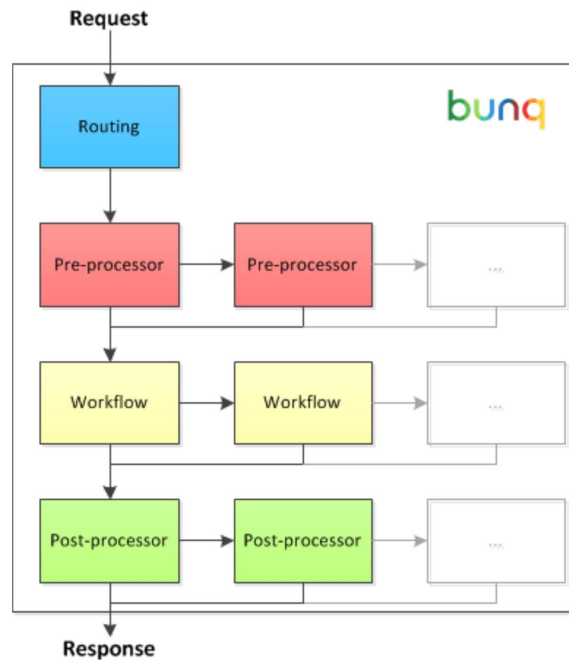 Request
bunq
Routing
Pre-processor
Pre-processor
...
Workflow
Workflow
...
Post-processor
Post-processor
...
Response